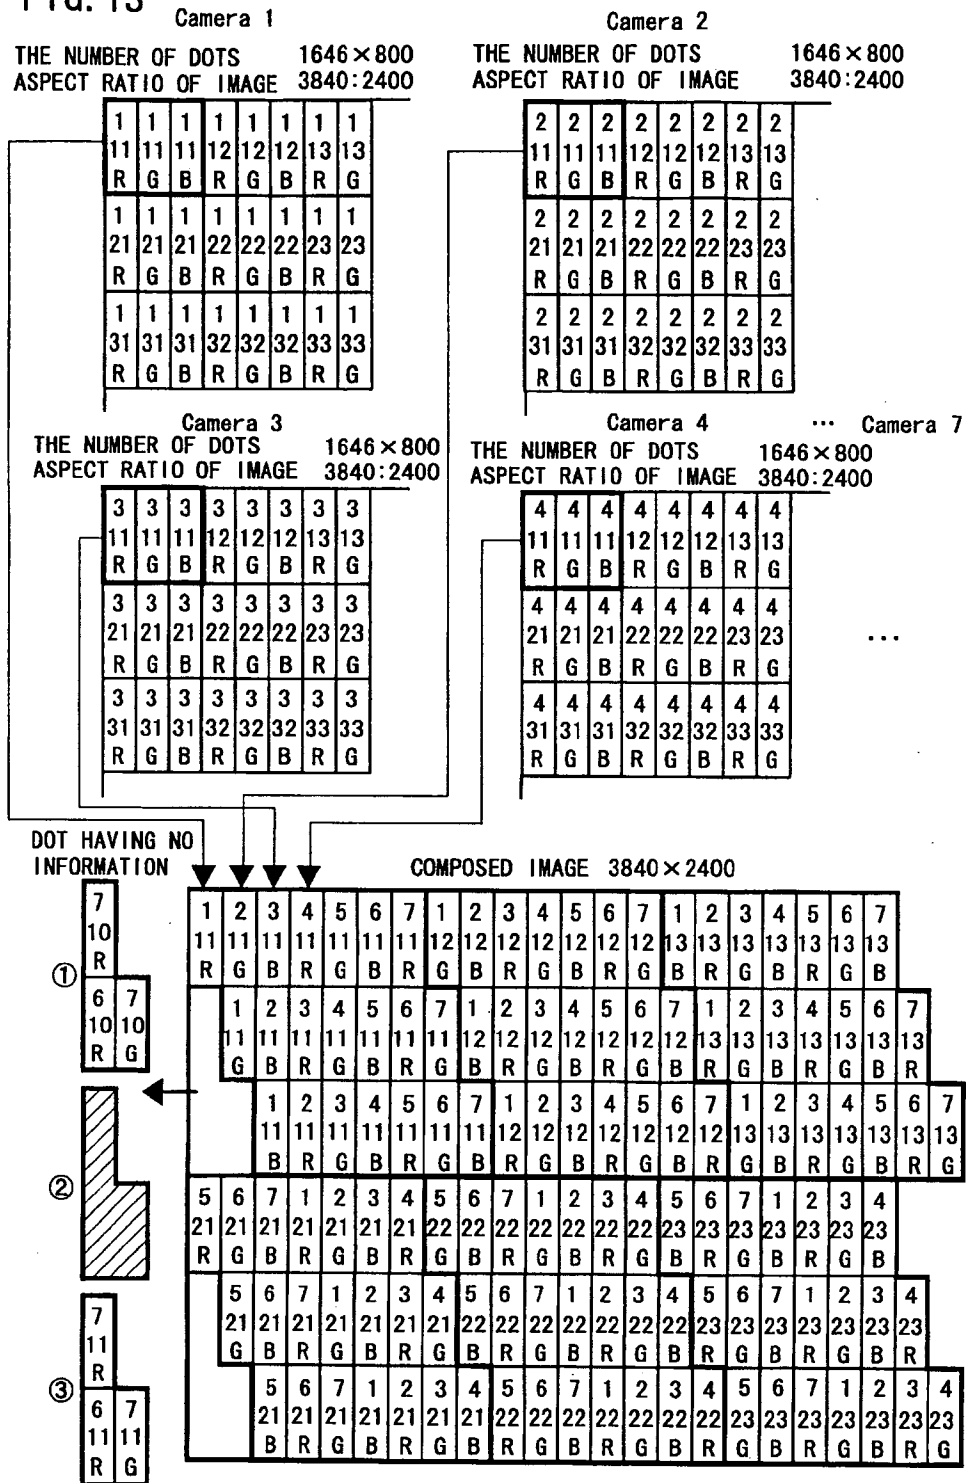 FIG. 13
Camera 1
THE NUMBER OF DOTS 1646×800
ASPECT RATIO OF IMAGE 3840:2400
1 1 1 1 1 1 1 1
11 11 11 12 12 12 13 13
R G B R G B R G
1 1 1 1 1 1 1 1
21 21 21 22 22 22 23 23
R G B R G B R G
1 1 1 1 1 1 1 1
31 31 31 32 32 32 33 33
R G B R G B R G
Camera 2
THE NUMBER OF DOTS 1646×800
ASPECT RATIO OF IMAGE 3840:2400
2 2 2 2 2 2 2 2
11 11 11 12 12 12 13 13
R G B R G B R G
2 2 2 2 2 2 2 2
21 21 21 22 22 22 23 23
R G B R G B R G
2 2 2 2 2 2 2 2
31 31 31 32 32 32 33 33
R G B R G B R G
Camera 3
THE NUMBER OF DOTS 1646×800
ASPECT RATIO OF IMAGE 3840:2400
3 3 3 3 3 3 3 3
11 11 11 12 12 12 13 13
R G B R G B R G
3 3 3 3 3 3 3 3
21 21 21 22 22 22 23 23
R G B R G B R G
3 3 3 3 3 3 3 3
31 31 31 32 32 32 33 33
R G B R G B R G
Camera 4 ··· Camera 7
THE NUMBER OF DOTS 1646×800
ASPECT RATIO OF IMAGE 3840:2400
4 4 4 4 4 4 4 4
11 11 11 12 12 12 13 13
R G B R G B R G
4 4 4 4 4 4 4 4
21 21 21 22 22 22 23 23
R G B R G B R G
4 4 4 4 4 4 4 4
31 31 31 32 32 32 33 33
R G B R G B R G
...
DOT HAVING NO
INFORMATION
①
7
10
R
6 7
10 10
R G
②
③
7
11
R
6 7
11 11
R G
COMPOSED IMAGE 3840×2400
1 2 3 4 5 6 7 1 2 3 4 5 6 7 1 2 3 4 5 6 7
11 11 11 11 11 11 11 12 12 12 12 12 12 12 13 13 13 13 13 13 13
R G B R G B R G B R G B R G B R G B R G B
1 2 3 4 5 6 7 1 2 3 4 5 6 7 1 2 3 4 5 6 7
11 11 11 11 11 11 11 12 12 12 12 12 12 12 13 13 13 13 13 13 13
G B R G B R G B R G B R G B R G B R G B R
1 2 3 4 5 6 7 1 2 3 4 5 6 7 1 2 3 4 5 6 7
11 11 11 11 11 11 11 12 12 12 12 12 12 12 13 13 13 13 13 13 13
B R G B R G B R G B R G B R G B R G B R G
5 6 7 1 2 3 4 5 6 7 1 2 3 4 5 6 7 1 2 3 4
21 21 21 21 21 21 21 22 22 22 22 22 22 22 23 23 23 23 23 23 23
R G B R G B R G B R G B R G B R G B R G B
5 6 7 1 2 3 4 5 6 7 1 2 3 4 5 6 7 1 2 3 4
21 21 21 21 21 21 21 22 22 22 22 22 22 22 23 23 23 23 23 23 23
G B R G B R G B R G B R G B R G B R G B R
5 6 7 1 2 3 4 5 6 7 1 2 3 4 5 6 7 1 2 3 4
21 21 21 21 21 21 21 22 22 22 22 22 22 22 23 23 23 23 23 23 23
B R G B R G B R G B R G B R G B R G B R G